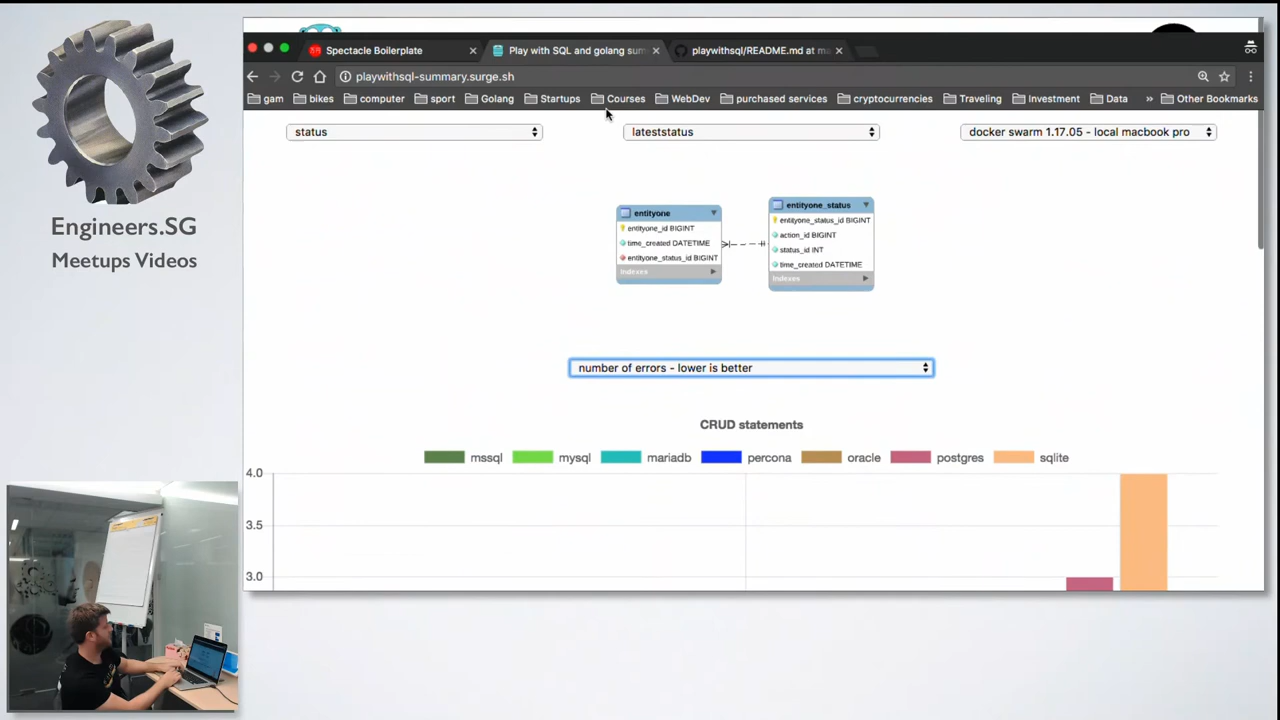 Engineers.SG
Meetups Videos
Spectacle Boilerplate
Play with SQL and golang sum
playwithsql/README.md at ma
playwithsql-summary.surge.sh
gam bikes computer sport Golang Startups Courses WebDev purchased services cryptocurrencies Traveling Investment Data » Other Bookmarks
status
lateststatus
docker swarm 1.17.05 - local macbook pro
entityone
entityone_id BIGINT
time_created DATETIME
entityone_status_id BIGINT
Indexes
entityone_status
entityone_status_id BIGINT
action_id BIGINT
status_id INT
time_created DATETIME
Indexes
number of errors - lower is better
CRUD statements
mssql mysql mariadb percona oracle postgres sqlite
4.0
3.5
3.0